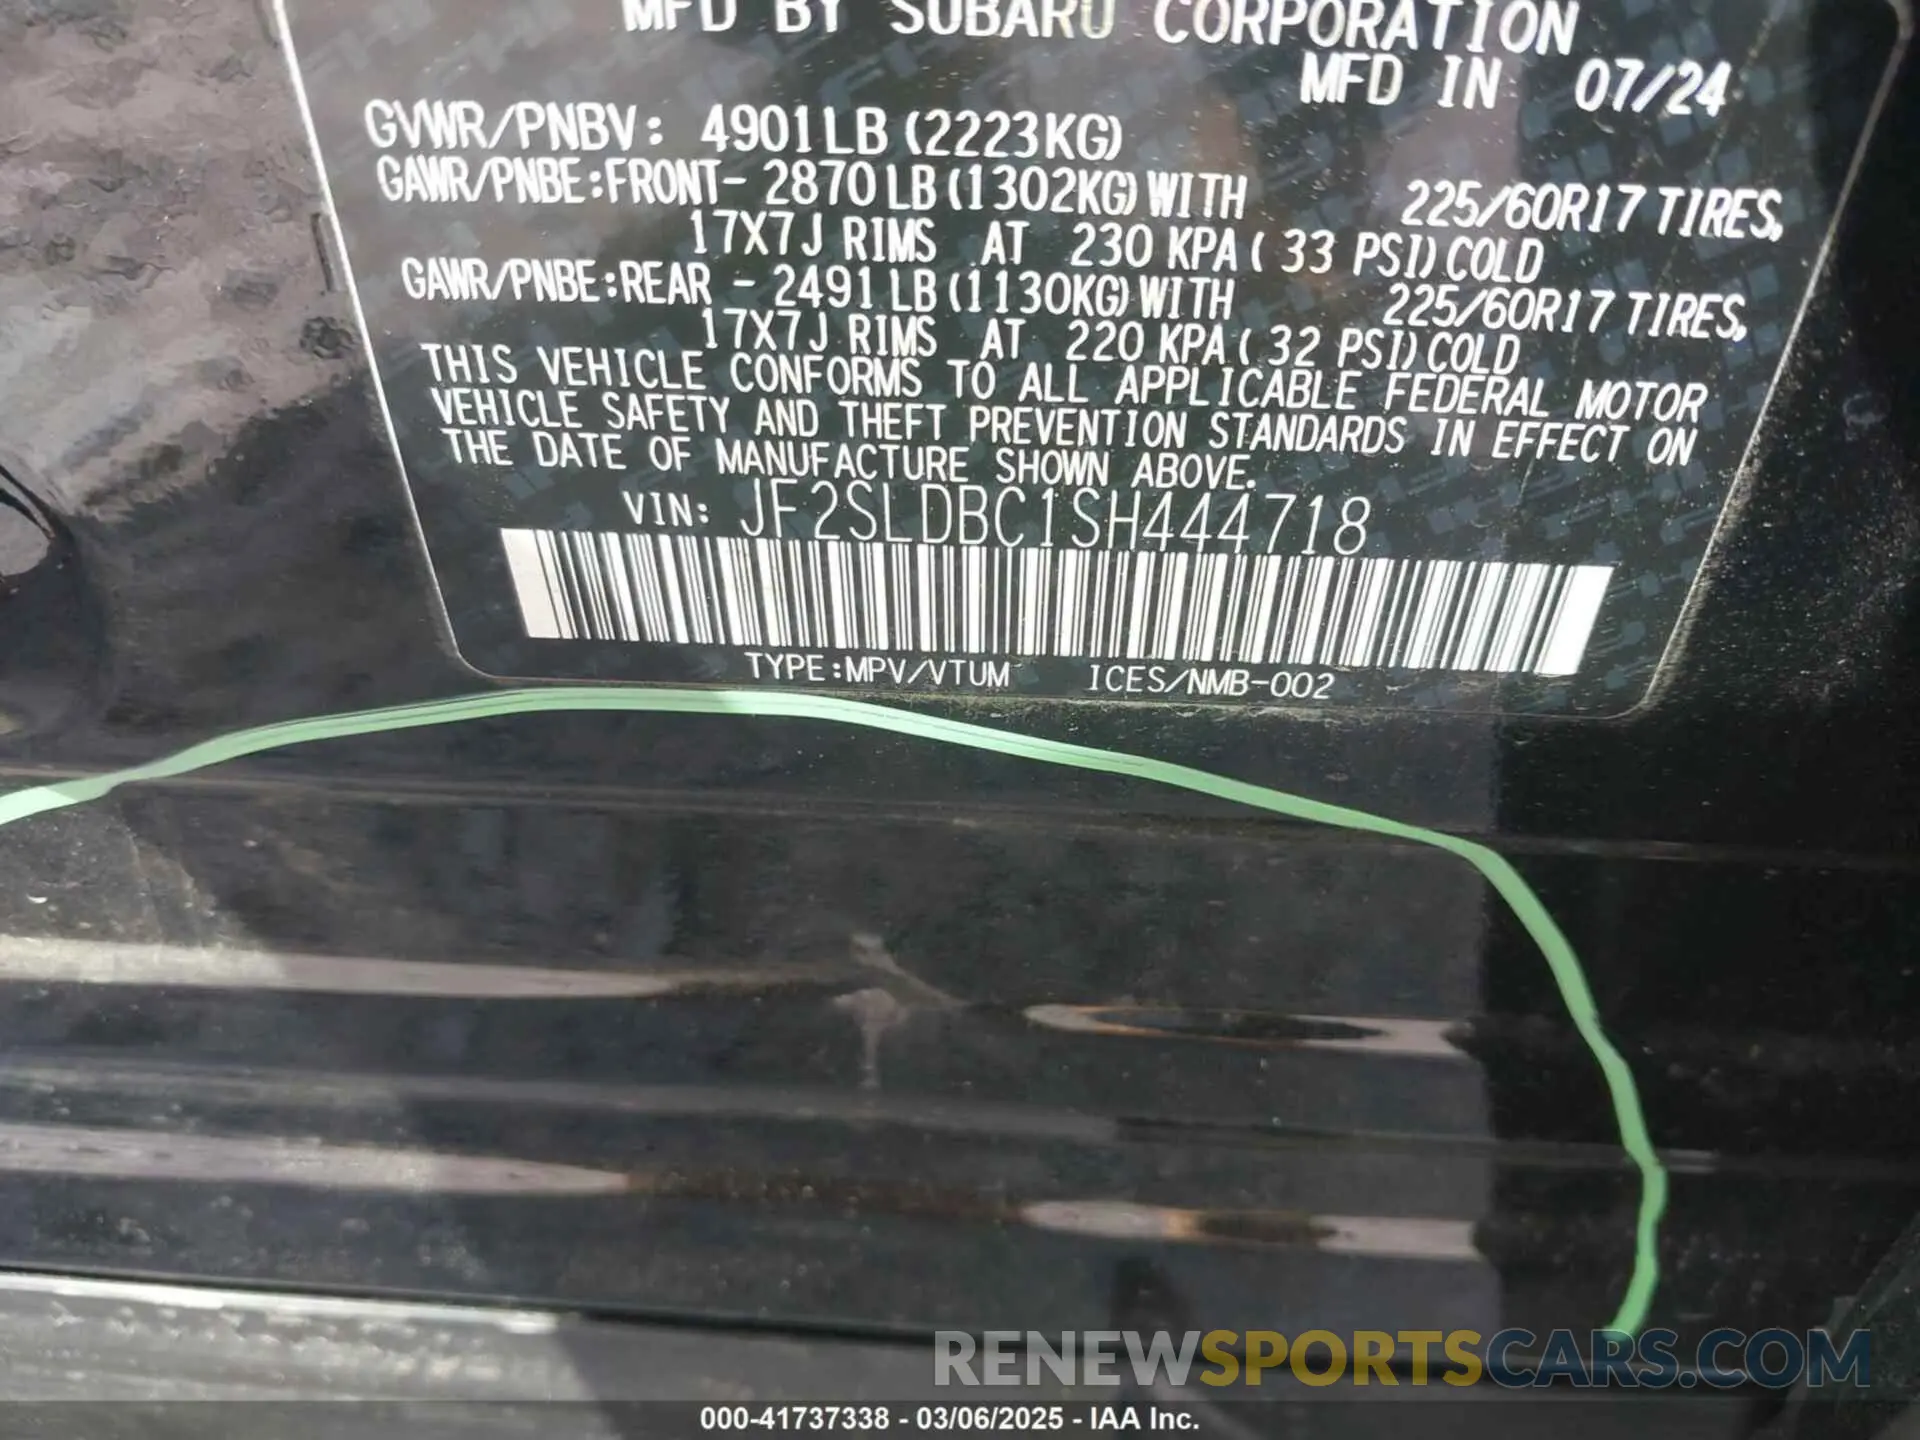 MFD BY SUBARU CORPORATION
MFD IN 07/24
GVWR/PNBV: 4901LB (2223KG)
GAWR/PNBE:FRONT- 2870 LB (1302KG) WITH 225/60R17 TIRES,
17X7J RIMS AT 230 KPA ( 33 PSI) COLD
GAWR/PNBE:REAR - 2491 LB (1130KG) WITH 225/60R17 TIRES,
17X7J RIMS AT 220 KPA ( 32 PSI) COLD
THIS VEHICLE CONFORMS TO ALL APPLICABLE FEDERAL MOTOR
VEHICLE SAFETY AND THEFT PREVENTION STANDARDS IN EFFECT ON
THE DATE OF MANUFACTURE SHOWN ABOVE.
VIN: JF2SLDBC1SH444718
TYPE:MPV/VTUM ICES/NMB-002
RENEWSPORTSCARS.COM
000-41737338 - 03/06/2025 - IAA Inc.